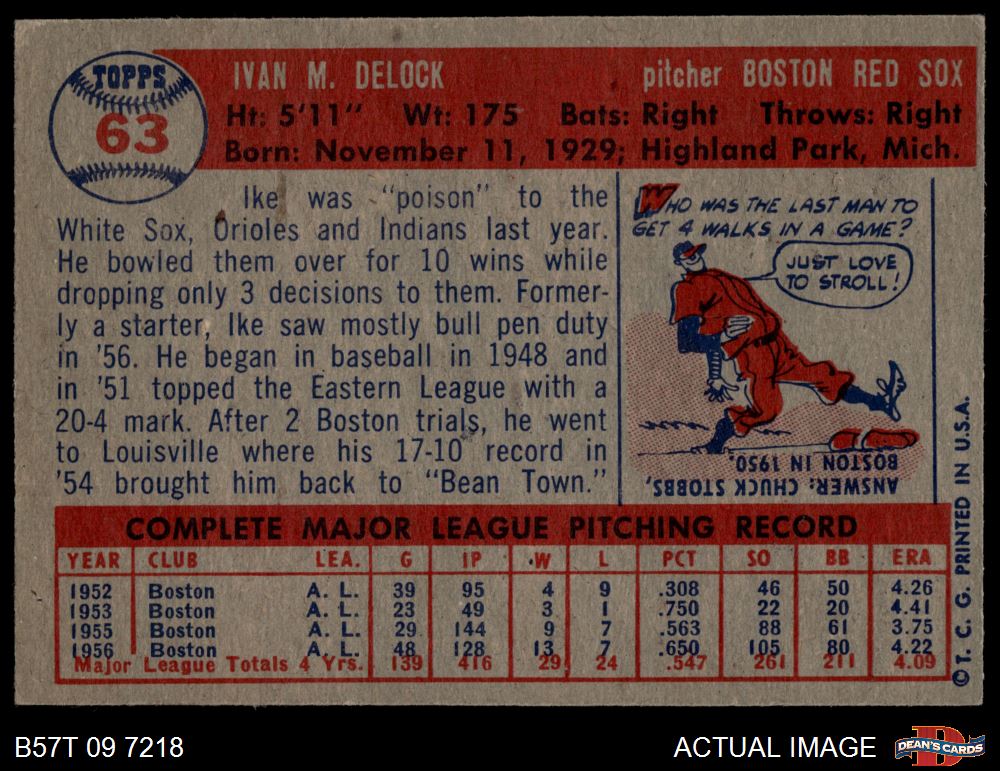 TOPPS
63
IVAN M. DELOCK pitcher BOSTON RED SOX
Ht: 5'11" Wt: 175 Bats: Right Throws: Right
Born: November 11, 1929; Highland Park, Mich.
Ike was "poison" to the
White Sox, Orioles and Indians last year.
He bowled them over for 10 wins while
dropping only 3 decisions to them. Former-
ly a starter, Ike saw mostly bull pen duty
in '56. He began in baseball in 1948 and
in '51 topped the Eastern League with a
20-4 mark. After 2 Boston trials, he went
to Louisville where his 17-10 record in
'54 brought him back to "Bean Town."
WHO WAS THE LAST MAN TO
GET 4 WALKS IN A GAME?
JUST LOVE
TO STROLL!
ANSWER: CHUCK STOBBS,
BOSTON IN 1950.
COMPLETE MAJOR LEAGUE PITCHING RECORD
YEAR CLUB LEA. G IP W L PCT SO BB ERA
1952 Boston A. L. 39 95 4 9 .308 46 50 4.26
1953 Boston A. L. 23 49 3 1 .750 22 20 4.41
1955 Boston A. L. 29 144 9 7 .563 88 61 3.75
1956 Boston A. L. 48 128 13 7 .650 105 80 4.22
Major League Totals 4 Yrs. 139 416 29 24 .547 261 211 4.09
©T. C. G. PRINTED IN U.S.A.
B57T 09 7218
ACTUAL IMAGE
DEAN'S CARDS